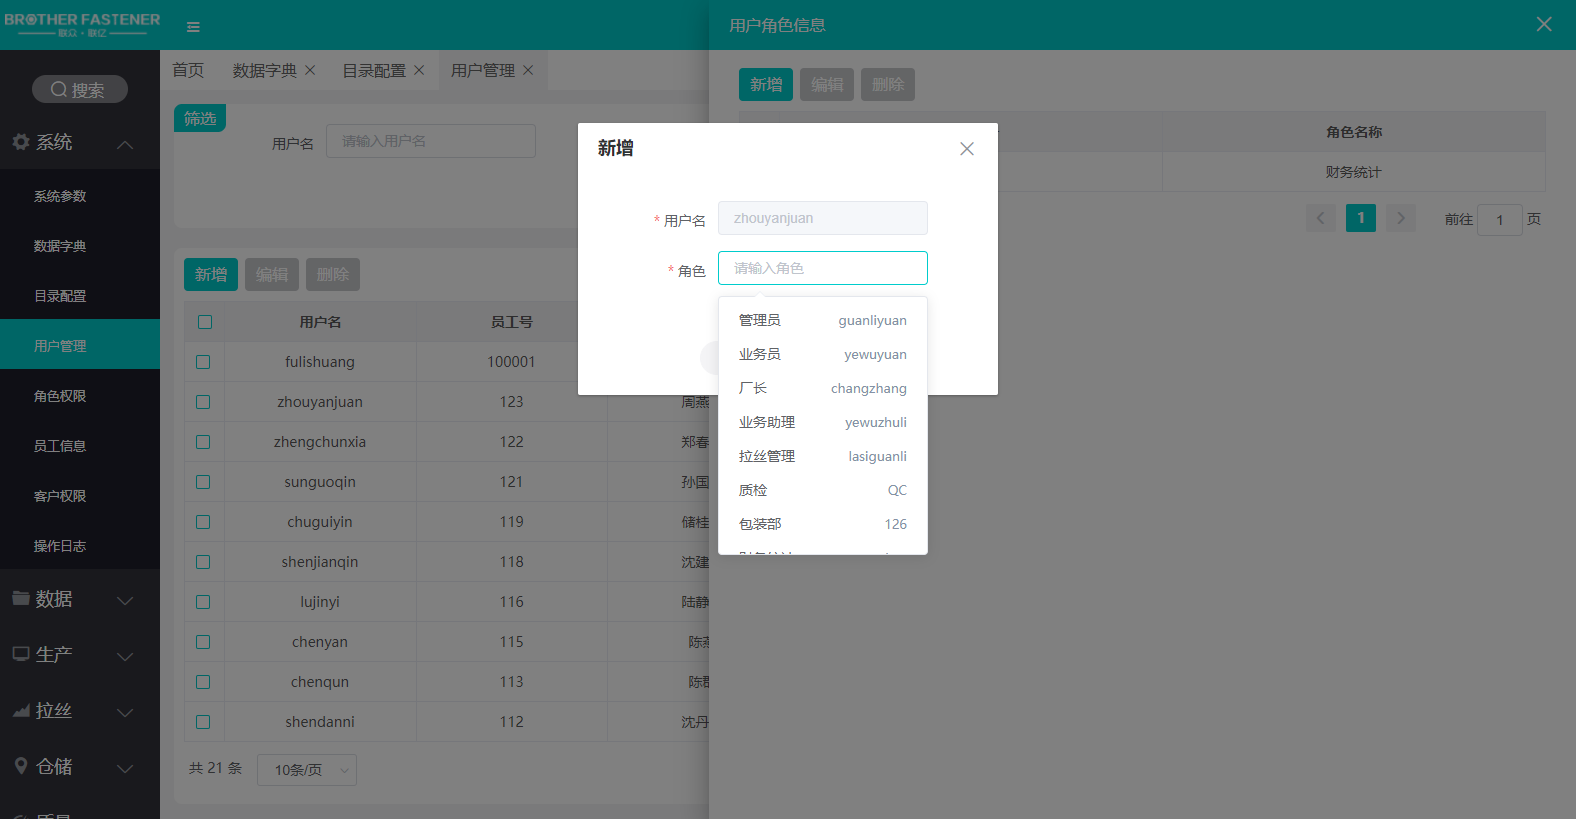 BROTHER FASTENER
联众·联亿
搜索
系统
系统参数
数据字典
目录配置
用户管理
角色权限
员工信息
客户权限
操作日志
数据
生产
拉丝
仓储
首页
数据字典
目录配置
用户管理
筛选
用户名 请输入用户名
新增 编辑 删除
用户名 员工号
fulishuang 100001
zhouyanjuan 123 周燕
zhengchunxia 122 郑春
sunguoqin 121 孙国
chuguiyin 119 储桂
shenjianqin 118 沈建
lujinyi 116 陆静
chenyan 115 陈燕
chenqun 113 陈群
shendanni 112 沈丹
共 21 条 10条/页
用户角色信息
新增 编辑 删除
角色名称
财务统计
1 前往 1 页
新增
* 用户名 zhouyanjuan
* 角色 请输入角色
管理员 guanliyuan
业务员 yewuyuan
厂长 changzhang
业务助理 yewuzhuli
拉丝管理 lasiguanli
质检 QC
包装部 126